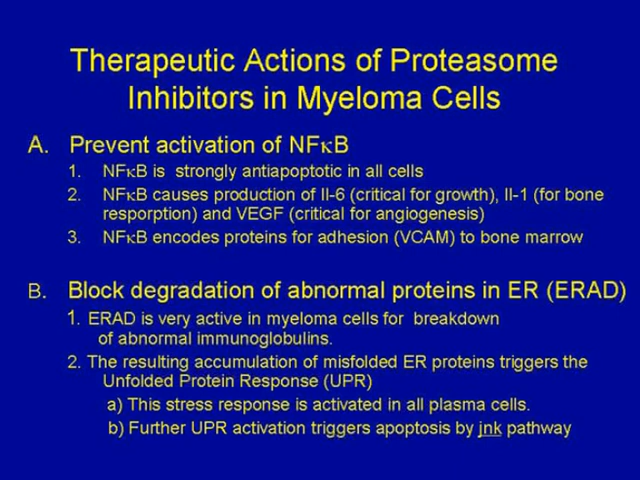 Therapeutic Actions of Proteasome
Inhibitors in Myeloma Cells
A. Prevent activation of NFκB
1. NFκB is strongly antiapoptotic in all cells
2. NFκB causes production of Il-6 (critical for growth), Il-1 (for bone
resporption) and VEGF (critical for angiogenesis)
3. NFκB encodes proteins for adhesion (VCAM) to bone marrow
B. Block degradation of abnormal proteins in ER (ERAD)
1. ERAD is very active in myeloma cells for breakdown
of abnormal immunoglobulins.
2. The resulting accumulation of misfolded ER proteins triggers the
Unfolded Protein Response (UPR)
a) This stress response is activated in all plasma cells.
b) Further UPR activation triggers apoptosis by jnk pathway